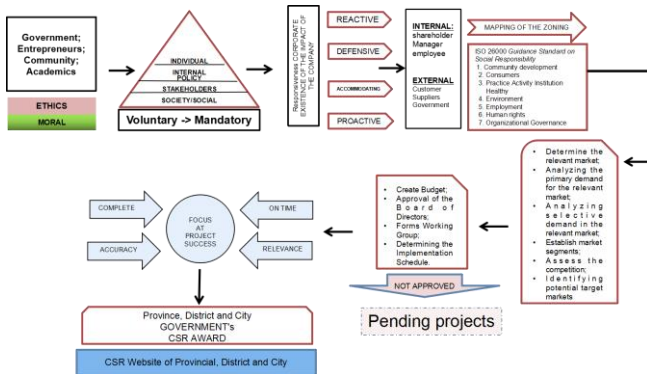 Government;
Entrepreneurs;
Community;
Academics
ETHICS
MORAL
INDIVIDUAL
INTERNAL
POLICY
STAKEHOLDERS
SOCIETY/SOCIAL
Voluntary -> Mandatory
Responsiveness CORPORATE
EXISTENCE OF THE IMPACT OF
THE COMPANY
REACTIVE
DEFENSIVE
ACCOMMODATING
PROACTIVE
INTERNAL:
shareholder
Manager
employee
EXTERNAL
Customer
Suppliers
Government
MAPPING OF THE ZONING
ISO 26000 Guidance Standard on
Social Responsibility
1. Community development
2. Consumers
3. Practice Activity Institution
Healthy
4. Environment
5. Employment
6. Human rights
7. Organizational Governance
• Determine the
relevant market;
• Analyzing the
primary demand
for the relevant
market;
• Analyzing
selective
demand in the
relevant market;
• Establish market
segments;
• Assess the
competition;
• Identifying
potential target
markets.
• Create Budget;
• Approval of the
Board of
Directors;
• Forms Working
Group;
• Determining the
Implementation
Schedule.
NOT APPROVED
Pending projects
COMPLETE
ON TIME
ACCURACY
RELEVANCE
FOCUS
AT
PROJECT
SUCCESS
Province, District and City
GOVERNMENT's
CSR AWARD
CSR Website of Provincial, District and City